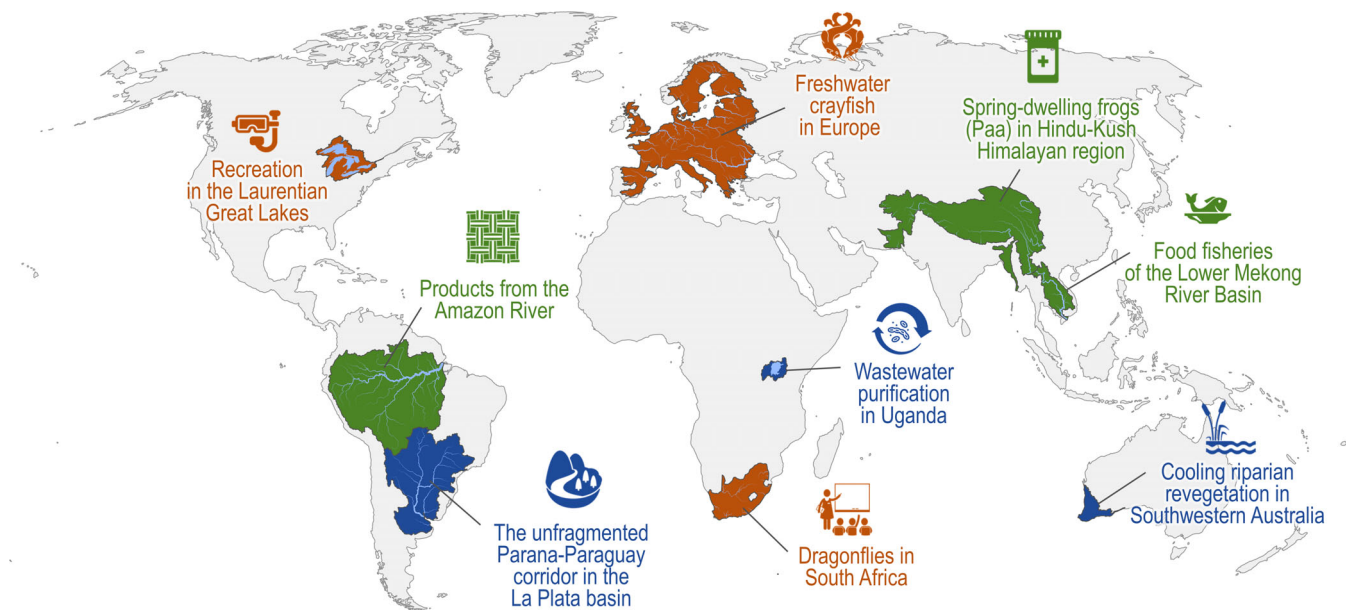 Freshwater
crayfish
in Europe
Spring-dwelling frogs
(Paa) in Hindu-Kush
Himalayan region
Recreation
in the Laurentian
Great Lakes
Food fisheries
of the Lower Mekong
River Basin
Products from the
Amazon River
Wastewater
purification
in Uganda
Cooling riparian
revegetation in
Southwestern Australia
The unfragmented
Parana-Paraguay
corridor in the
La Plata basin
Dragonflies in
South Africa